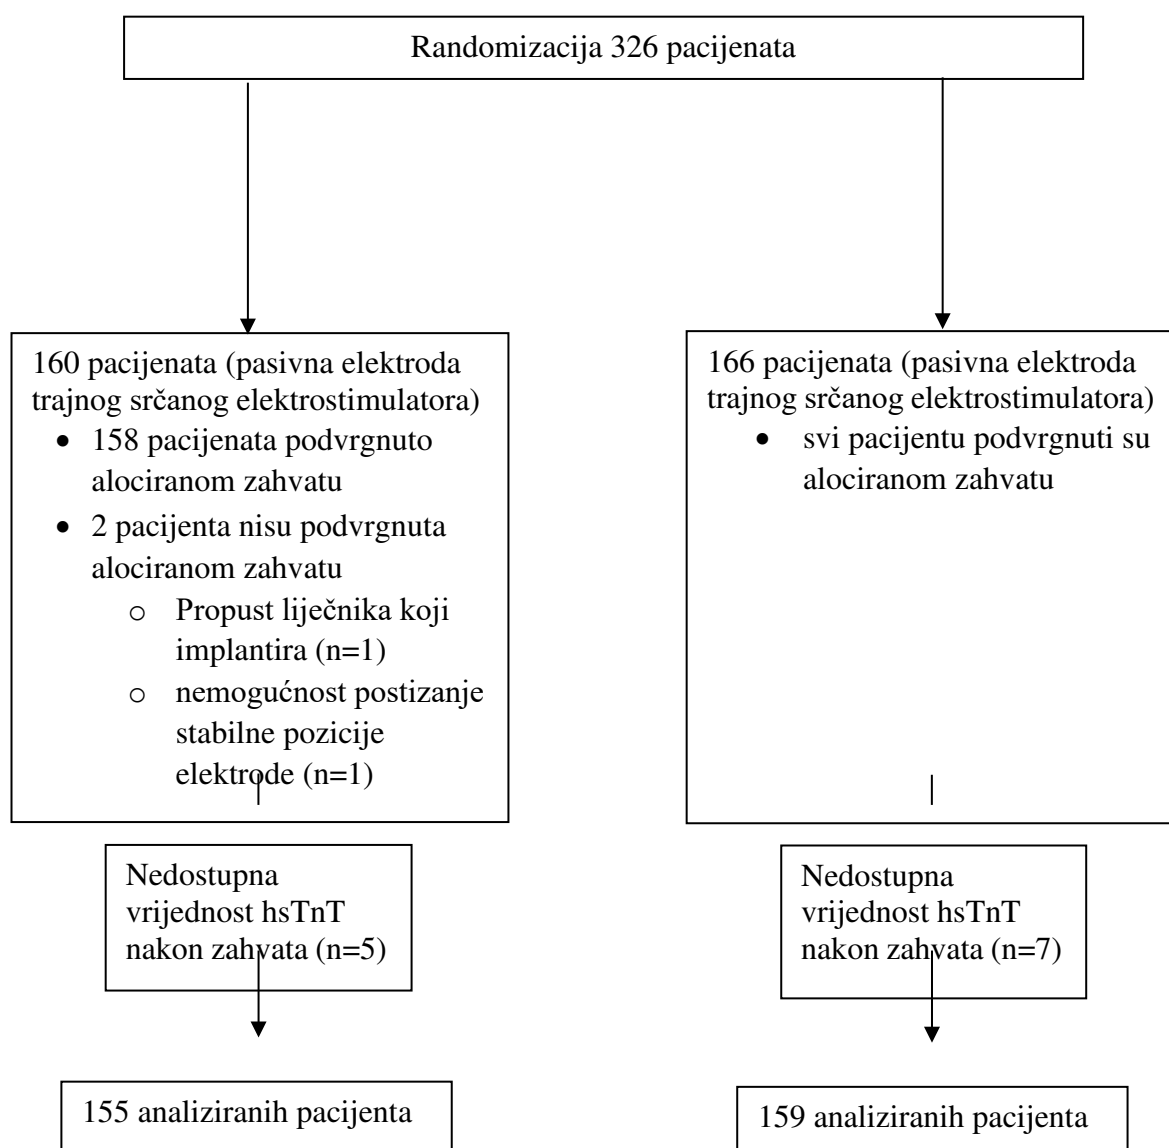 Randomizacija 326 pacijenata
160 pacijenata (pasivna elektroda
trajnog srčanog elektrostimulatora)
• 158 pacijenata podvrgnuto
alociranom zahvatu
• 2 pacijenta nisu podvrgnuta
alociranom zahvatu
o Propust liječnika koji
implantira (n=1)
o nemogućnost postizanje
stabilne pozicije
elektrode (n=1)
166 pacijenata (pasivna elektroda
trajnog srčanog elektrostimulatora)
• svi pacijentu podvrgnuti su
alociranom zahvatu
Nedostupna
vrijednost hsTnT
nakon zahvata (n=5)
Nedostupna
vrijednost hsTnT
nakon zahvata (n=7)
155 analiziranih pacijenta
159 analiziranih pacijenta